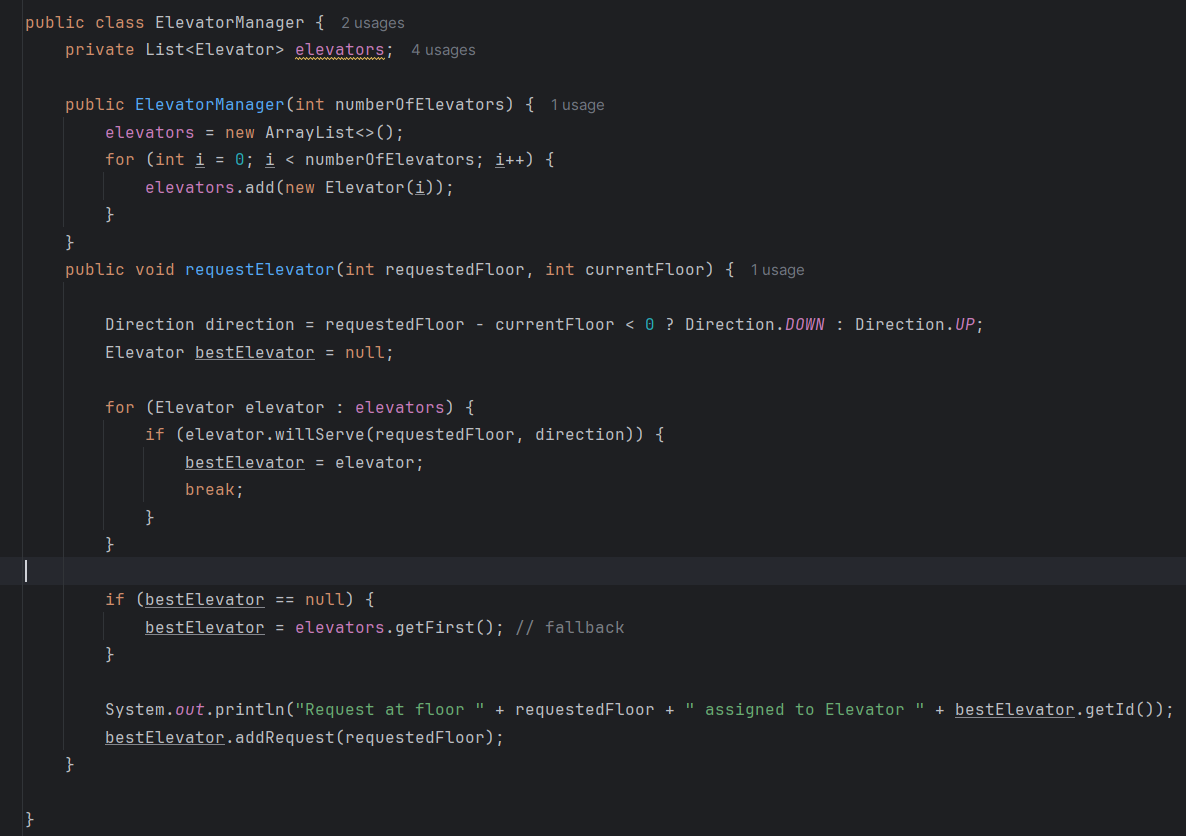 public class ElevatorManager {  2 usages
    private List<Elevator> elevators;  4 usages

    public ElevatorManager(int numberOfElevators) {  1 usage
        elevators = new ArrayList<>();
        for (int i = 0; i < numberOfElevators; i++) {
            elevators.add(new Elevator(i));
        }
    }
    public void requestElevator(int requestedFloor, int currentFloor) {  1 usage

        Direction direction = requestedFloor - currentFloor < 0 ? Direction.DOWN : Direction.UP;
        Elevator bestElevator = null;

        for (Elevator elevator : elevators) {
            if (elevator.willServe(requestedFloor, direction)) {
                bestElevator = elevator;
                break;
            }
        }

        if (bestElevator == null) {
            bestElevator = elevators.getFirst(); // fallback
        }

        System.out.println("Request at floor " + requestedFloor + " assigned to Elevator " + bestElevator.getId());
        bestElevator.addRequest(requestedFloor);
    }

}